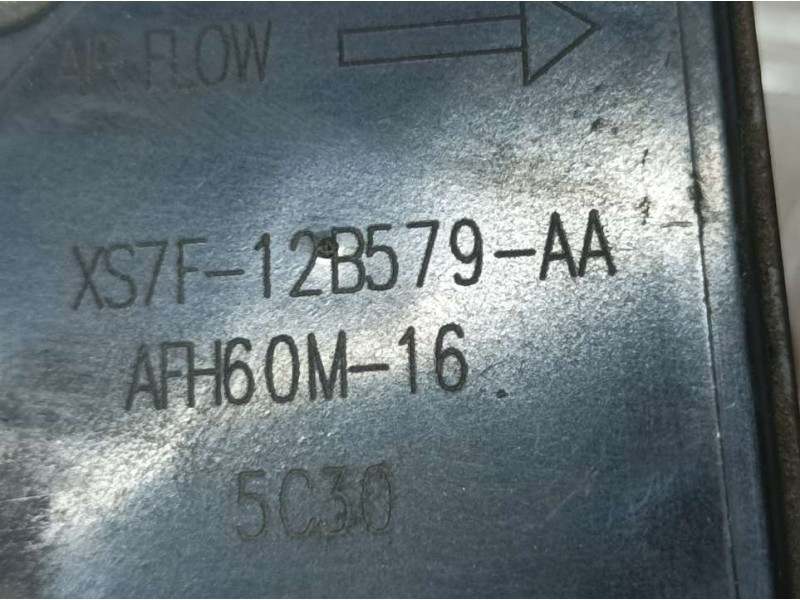 AIR FLOW
XS7F-12B579-AA
AFH60M-16
5C30